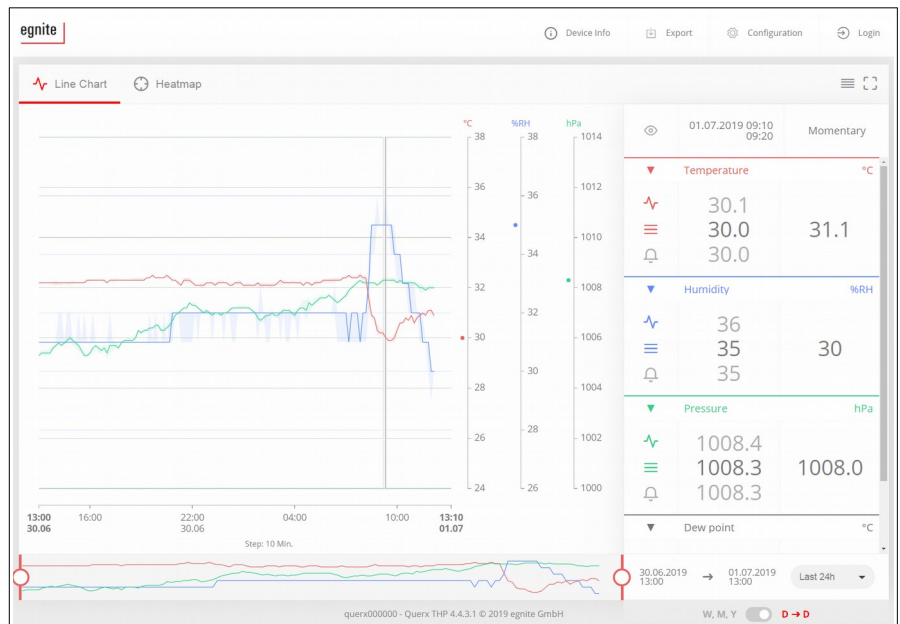 egnite
Device Info
Export
Configuration
Login
Line Chart
Heatmap
°C %RH hPa
38 38 1014
36 36 1012
34 34 1010
32 32 1008
30 30 1006
28 28 1004
26 26 1002
24 1000
13:00 16:00 22:00 04:00 10:00 13:10
30.06 30.06 01.07
Step: 10 Min.
01.07.2019 09:10
09:20
Momentary
Temperature °C
30.1
30.0 31.1
30.0
Humidity %RH
36
35 30
35
Pressure hPa
1008.4
1008.3 1008.0
1008.3
Dew point °C
30.06.2019 → 01.07.2019
13:00 13:00
Last 24h
querx000000 - Querx THP 4.4.3.1 © 2019 egnite GmbH
W, M, Y D → D